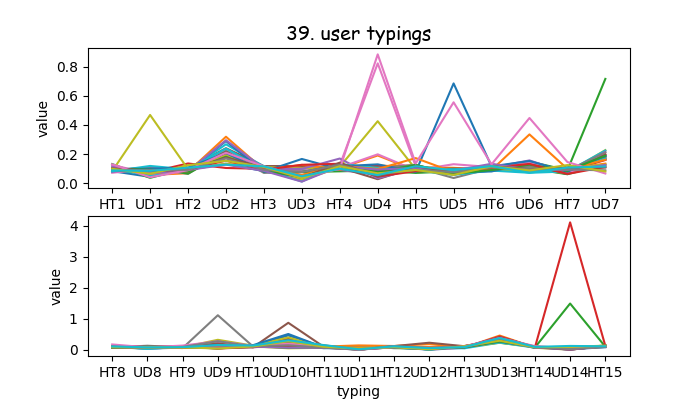 39. user typings
value
0.8
0.6
0.4
0.2
0.0
HT1 UD1 HT2 UD2 HT3 UD3 HT4 UD4 HT5 UD5 HT6 UD6 HT7 UD7
value
4
3
2
1
0
HT8 UD8 HT9 UD9 HT10 UD10 HT11 UD11 HT12 UD12 HT13 UD13 HT14 UD14 HT15
typing